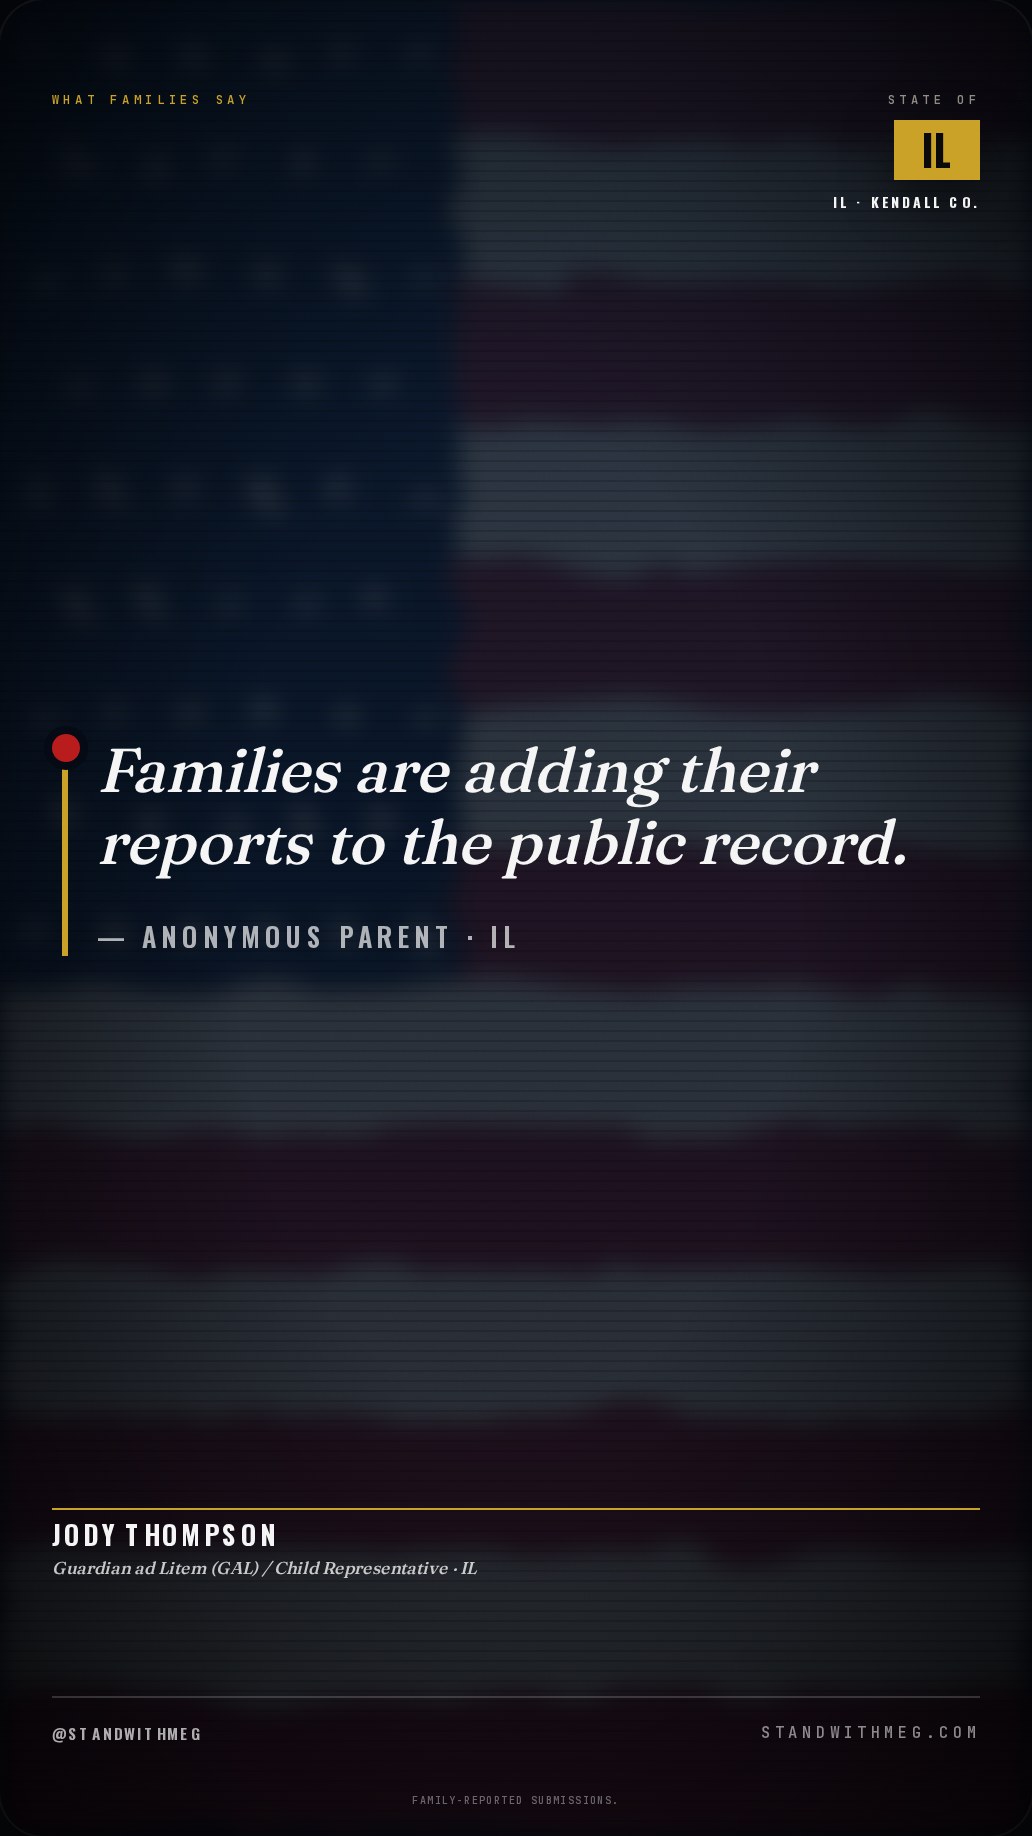 WHAT FAMILIES SAY
STATE OF
IL
IL · KENDALL CO.
Families are adding their
reports to the public record.
— ANONYMOUS PARENT · IL
JODY THOMPSON
Guardian ad Litem (GAL) / Child Representative · IL
@STANDWITHMEG
STANDWITHMEG.COM
FAMILY-REPORTED SUBMISSIONS.